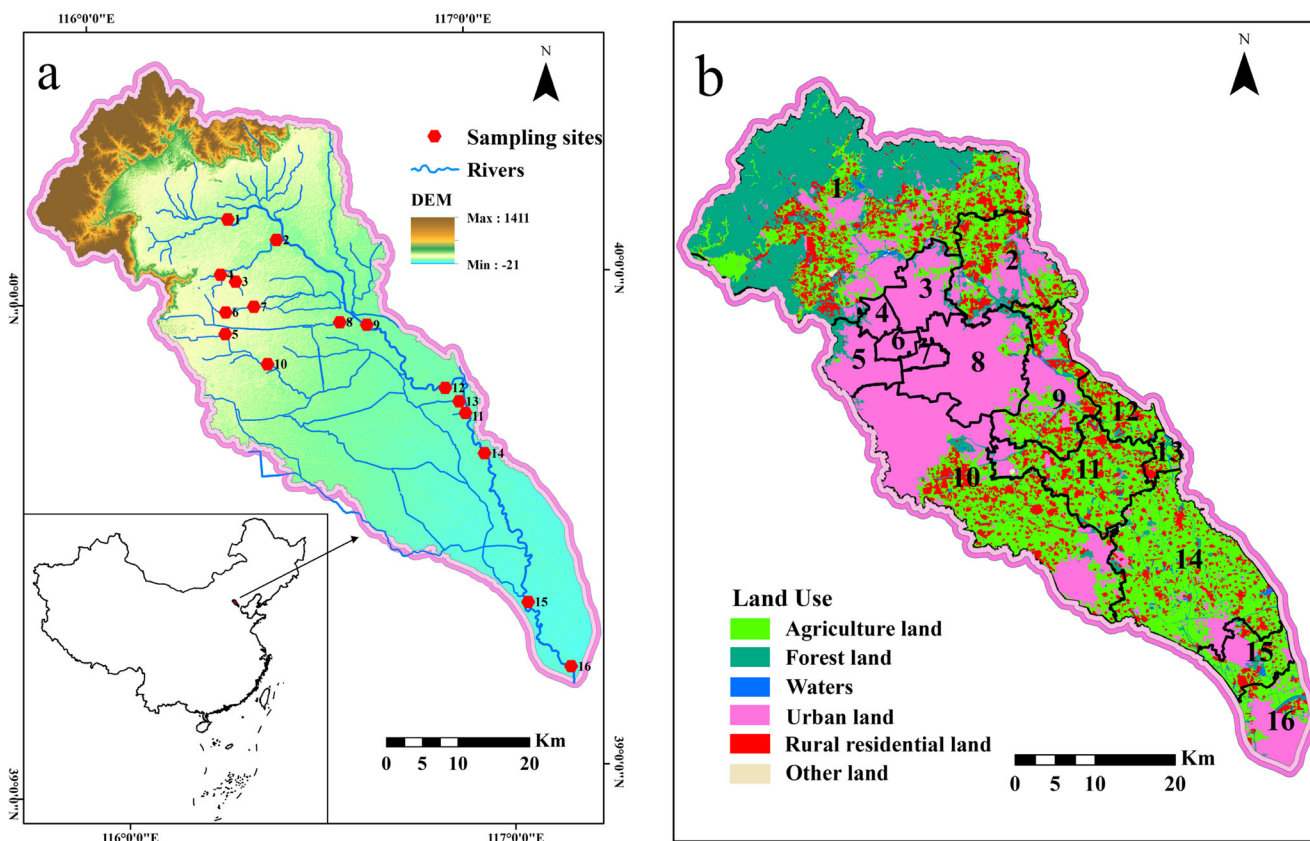 116°0'0"E
117°0'0"E
a
N
Sampling sites
Rivers
DEM
Max : 1411
Min : -21
1
2
4
3
6
7
5
8
9
10
12
13
11
14
15
16
40°0'0"N
40°0'0"N
39°0'0"N
39°0'0"N
Km
0 5 10 20
116°0'0"E
117°0'0"E
b
N
1
2
3
4
6
7
5
8
9
12
13
10
11
14
15
16
Land Use
Agriculture land
Forest land
Waters
Urban land
Rural residential land
Other land
Km
0 5 10 20